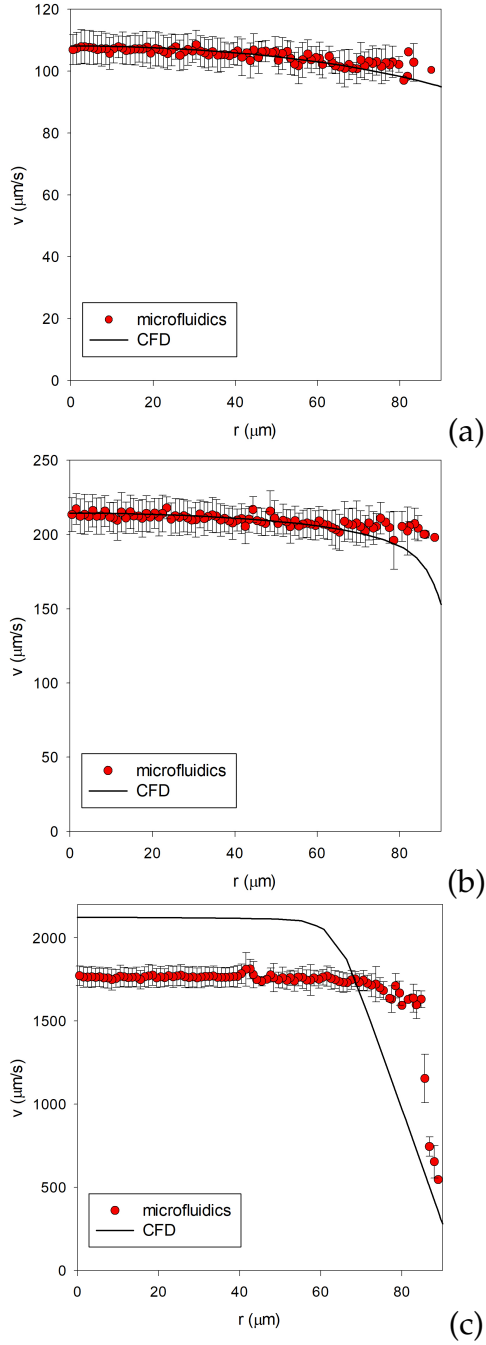 120
100
80
60
40
20
0
v (μm/s)
microfluidics
CFD
0 20 40 60 80
r (μm)
(a)
250
200
150
100
50
0
v (μm/s)
microfluidics
CFD
0 20 40 60 80
r (μm)
(b)
2000
1500
1000
500
0
v (μm/s)
microfluidics
CFD
0 20 40 60 80
r (μm)
(c)